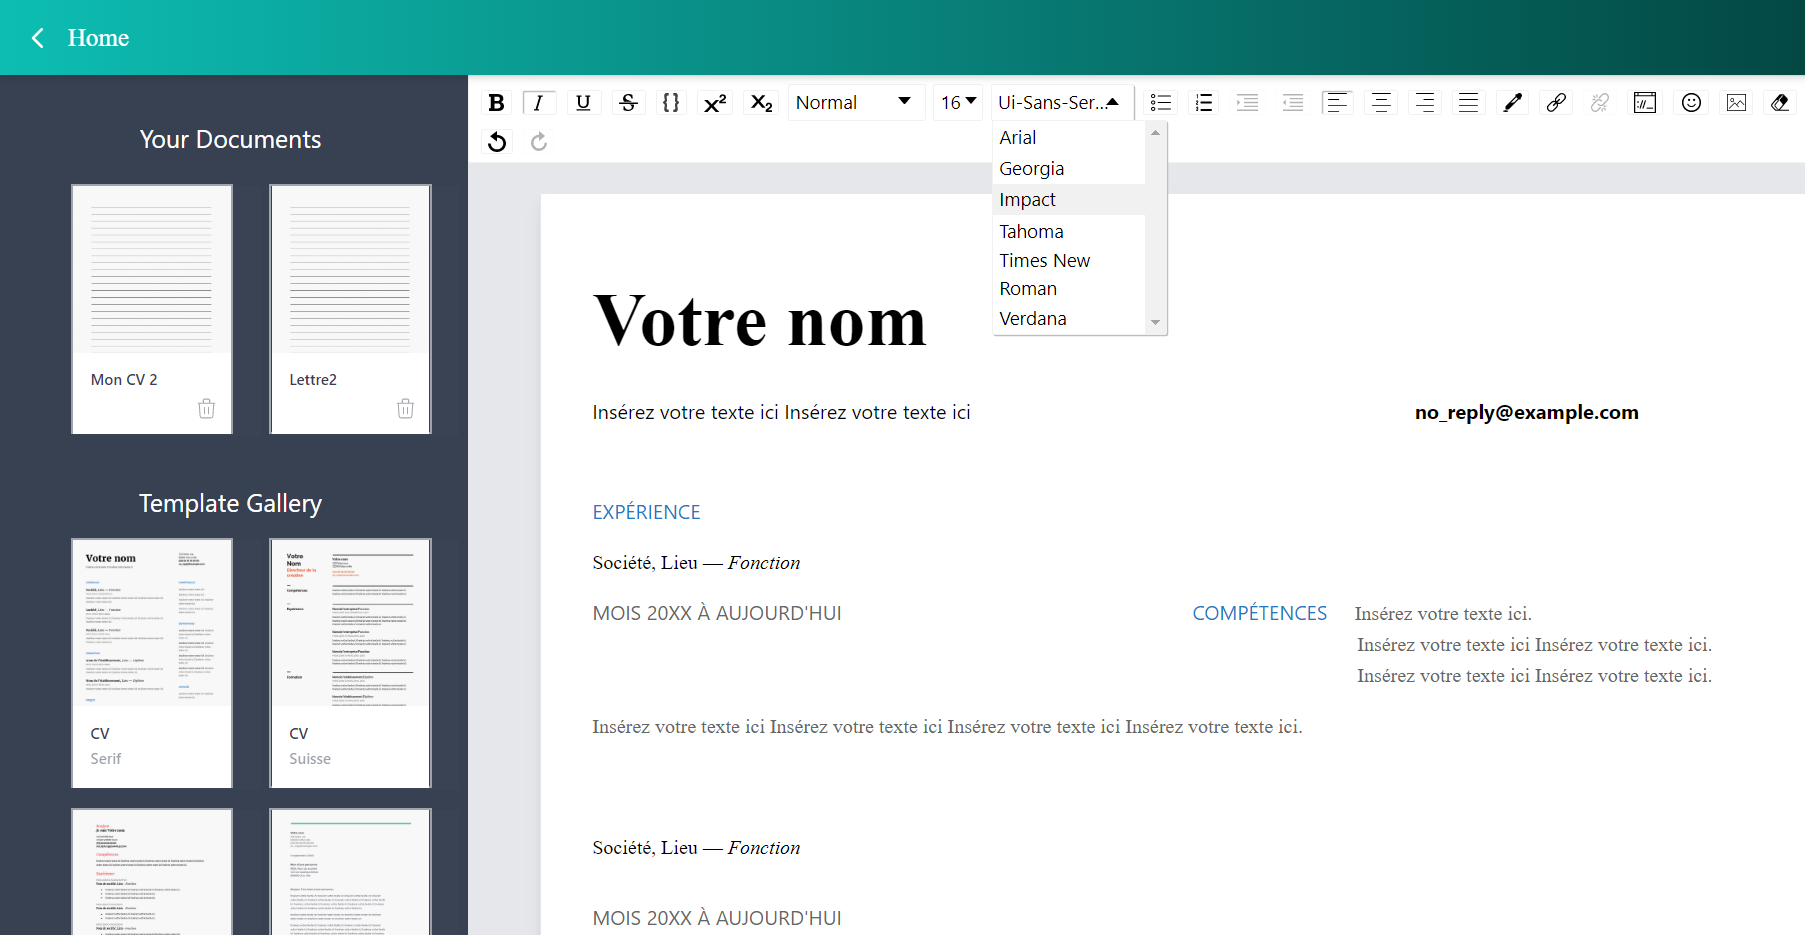 Home
Your Documents
Mon CV 2
Lettre2
Template Gallery
Votre nom
CV
Serif
Votre
Nom
CV
Suisse
B I U S {} X² X₂ Normal 16 Ui-Sans-Ser...
Arial
Georgia
Impact
Tahoma
Times New
Roman
Verdana
Votre nom
Insérez votre texte ici Insérez votre texte ici
no_reply@example.com
EXPÉRIENCE
Société, Lieu — Fonction
MOIS 20XX À AUJOURD'HUI
COMPÉTENCES Insérez votre texte ici.
Insérez votre texte ici Insérez votre texte ici.
Insérez votre texte ici Insérez votre texte ici.
Insérez votre texte ici Insérez votre texte ici Insérez votre texte ici Insérez votre texte ici.
Société, Lieu — Fonction
MOIS 20XX À AUJOURD'HUI